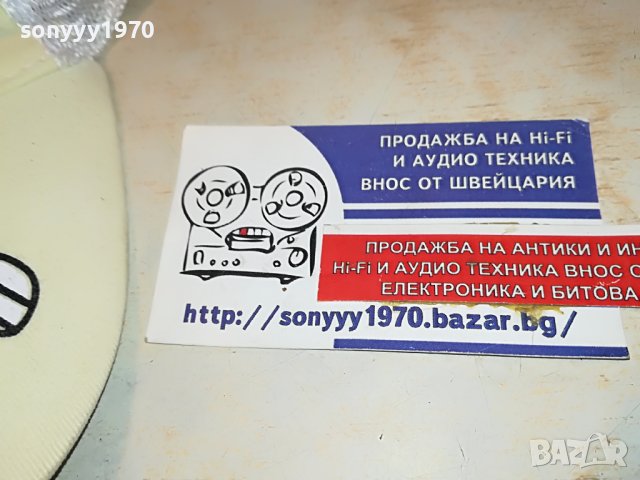 sonyyy1970
ПРОДАЖБА НА Hi-Fi
И АУДИО ТЕХНИКА
ВНОС ОТ ШВЕЙЦАРИЯ
ПРОДАЖБА НА АНТИКИ И ИН
Hi-Fi И АУДИО ТЕХНИКА ВНОС О
ЕЛЕКТРОНИКА И БИТОВА
http://sonyyy1970.bazar.bg/
BAZAR
bg